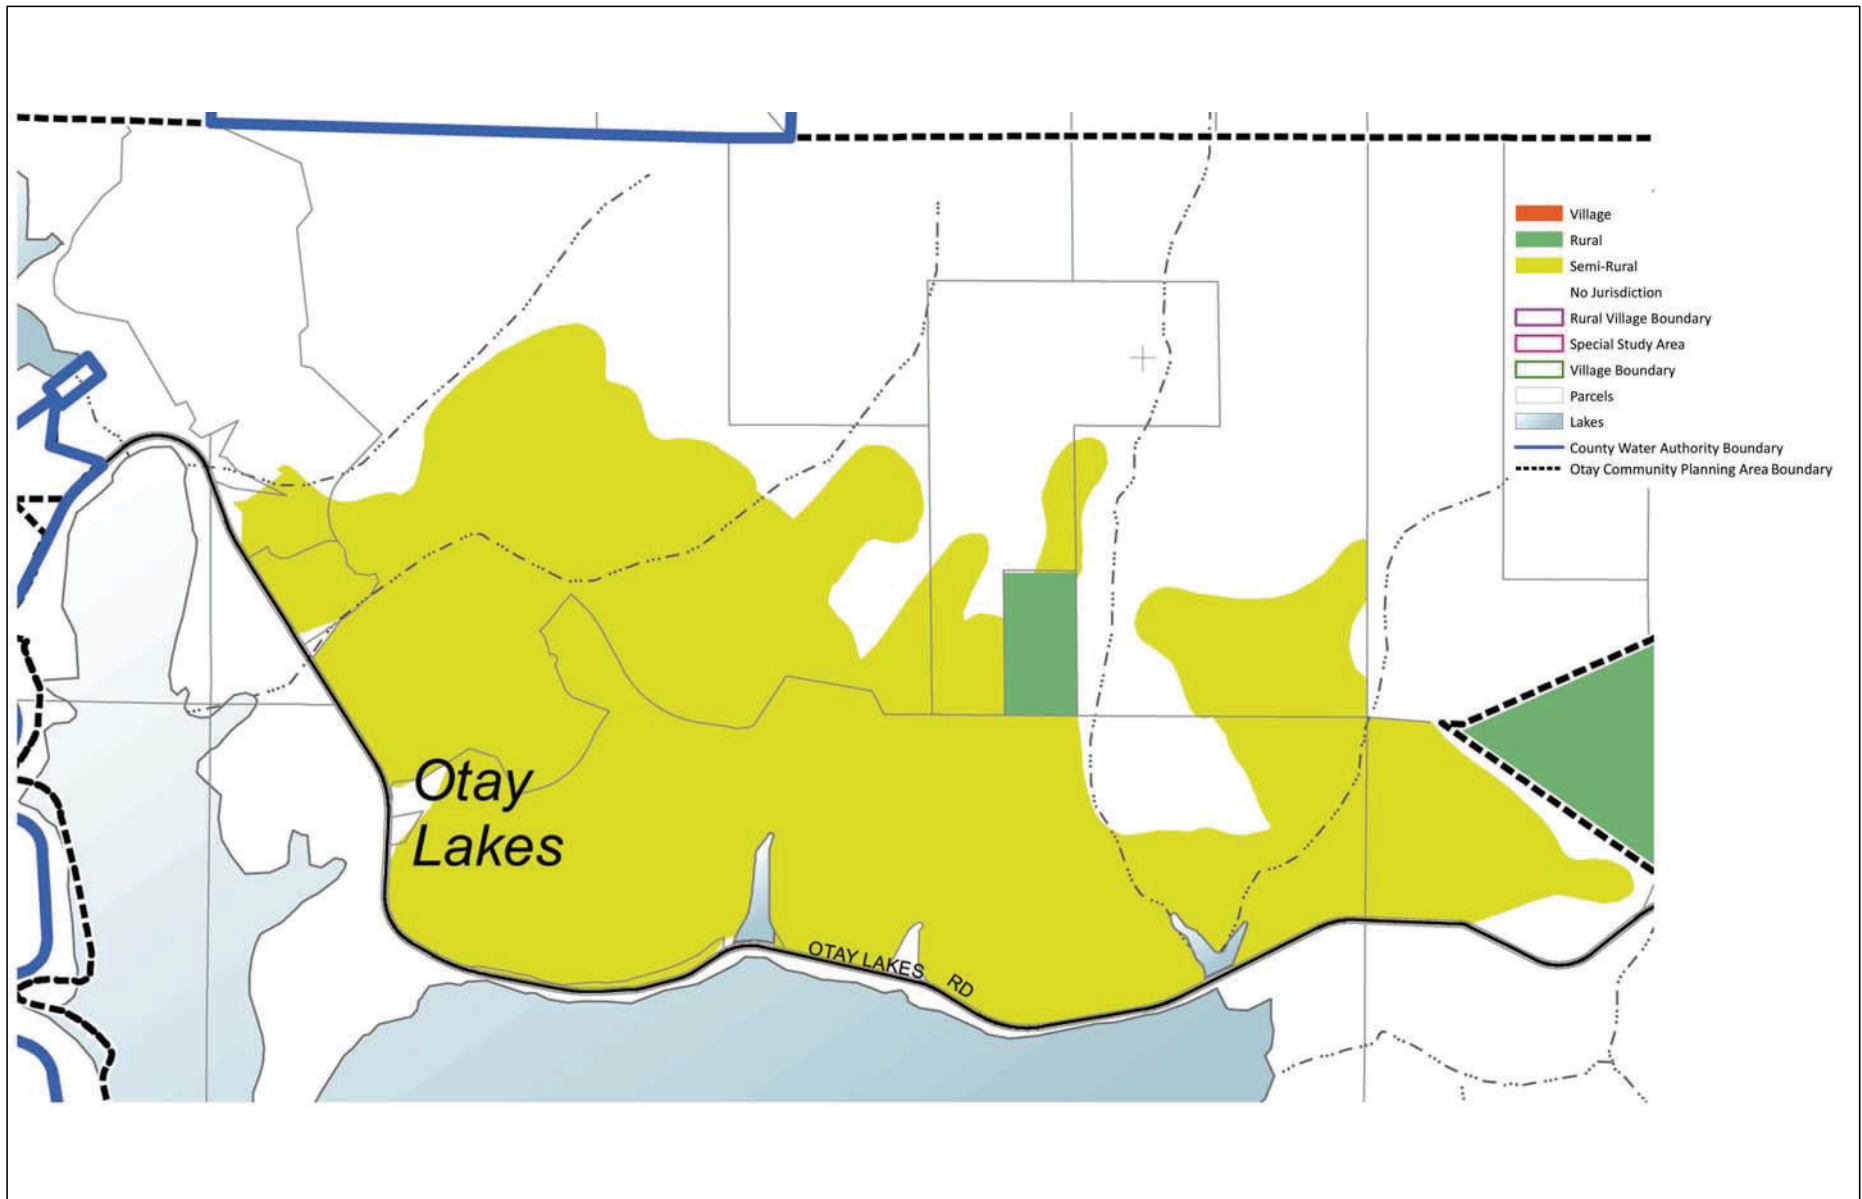 Village
Rural
Semi-Rural
No Jurisdiction
Rural Village Boundary
Special Study Area
Village Boundary
Parcels
Lakes
County Water Authority Boundary
Otay Community Planning Area Boundary
Otay
Lakes
OTAY LAKES RD